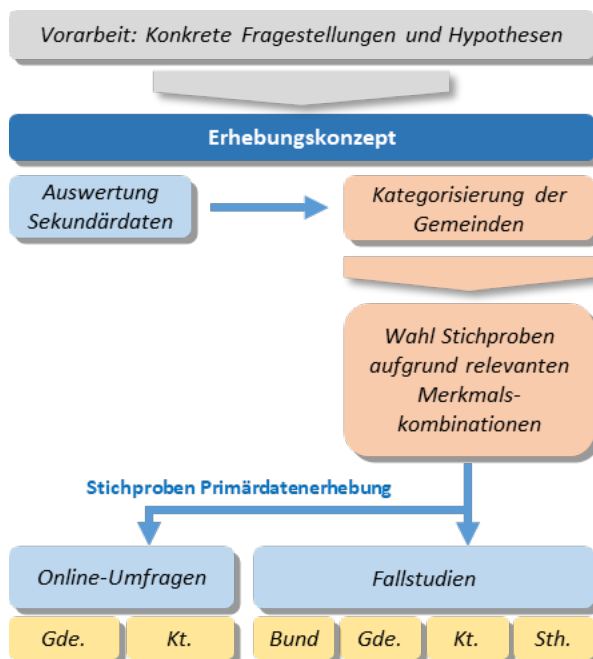 Vorarbeit: Konkrete Fragestellungen und Hypothesen
Erhebungskonzept
Auswertung
Sekundärdaten
Kategorisierung der
Gemeinden
Wahl Stichproben
aufgrund relevanten
Merkmals-
kombinationen
Stichproben Primärdatenerhebung
Online-Umfragen
Fallstudien
Gde.
Kt.
Bund
Gde.
Kt.
Sth.